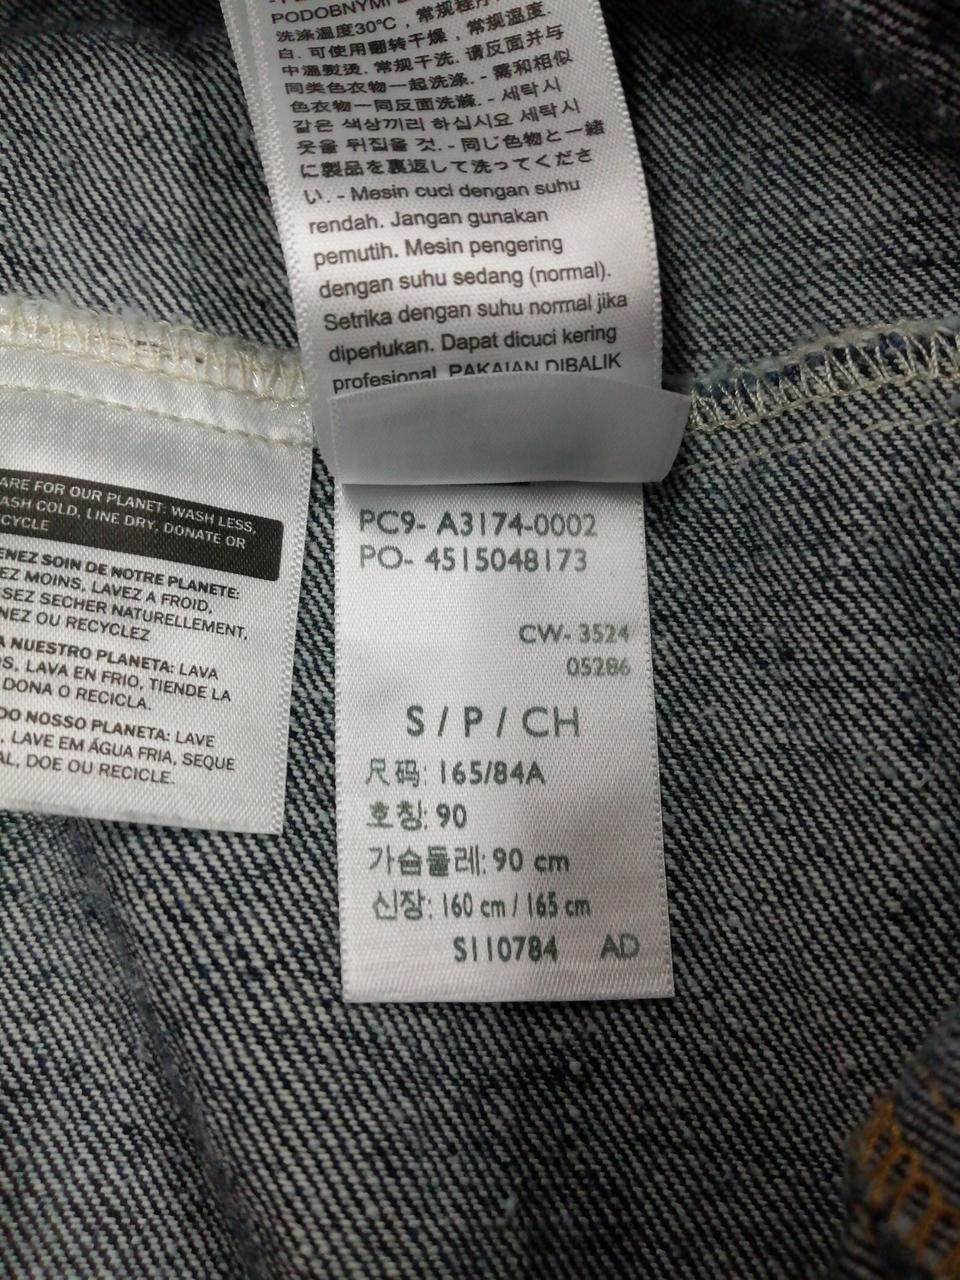 PODOBNYMI
洗涤温度30°C，常规程序
白. 可使用翻转干燥，常规温度.
中溫熨烫. 常规干洗. 请反面并与
同类色衣物一起洗涤. - 需和相似
色衣物一同反面洗滌. - 세탁시
같은 색상끼리 하십시요 세탁시
옷을 뒤집을 것. - 同じ色物と一緒
に製品を裏返して洗ってくださ
い. - Mesin cuci dengan suhu
rendah. Jangan gunakan
pemutih. Mesin pengering
dengan suhu sedang (normal).
Setrika dengan suhu normal jika
diperlukan. Dapat dicuci kering
profesional. PAKAIAN DIBALIK
ARE FOR OUR PLANET: WASH LESS,
ASH COLD, LINE DRY, DONATE OR
CYCLE
ENEZ SOIN DE NOTRE PLANETE:
EZ MOINS, LAVEZ A FROID,
SSEZ SECHER NATURELLEMENT,
NEZ OU RECYCLEZ
A NUESTRO PLANETA: LAVA
OS, LAVA EN FRIO, TIENDE LA
DONA O RECICLA.
DO NOSSO PLANETA: LAVE
. LAVE EM ÁGUA FRIA, SEQUE
AL, DOE OU RECICLE.
PC9- A3174-0002
PO- 4515048173
CW- 3524
05286
S / P / CH
尺码: 165/84A
호칭: 90
가슴둘레: 90 cm
신장: 160 cm / 165 cm
S110784 AD